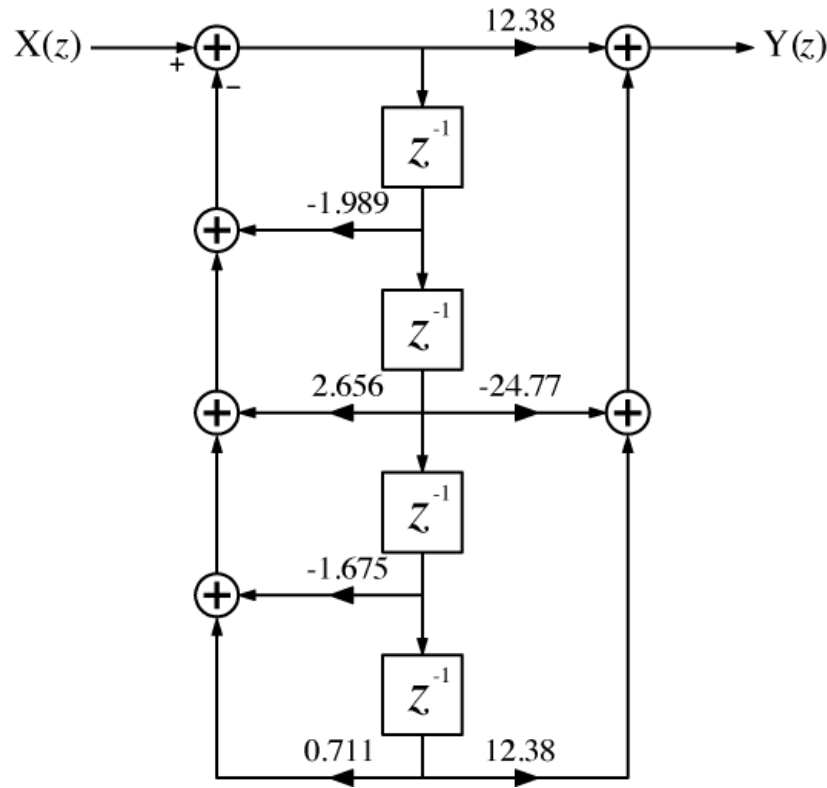 12.38
X(z) + + + Y(z)
−
z⁻¹
-1.989
+
z⁻¹
2.656 -24.77
+ +
z⁻¹
-1.675
+
z⁻¹
0.711 12.38